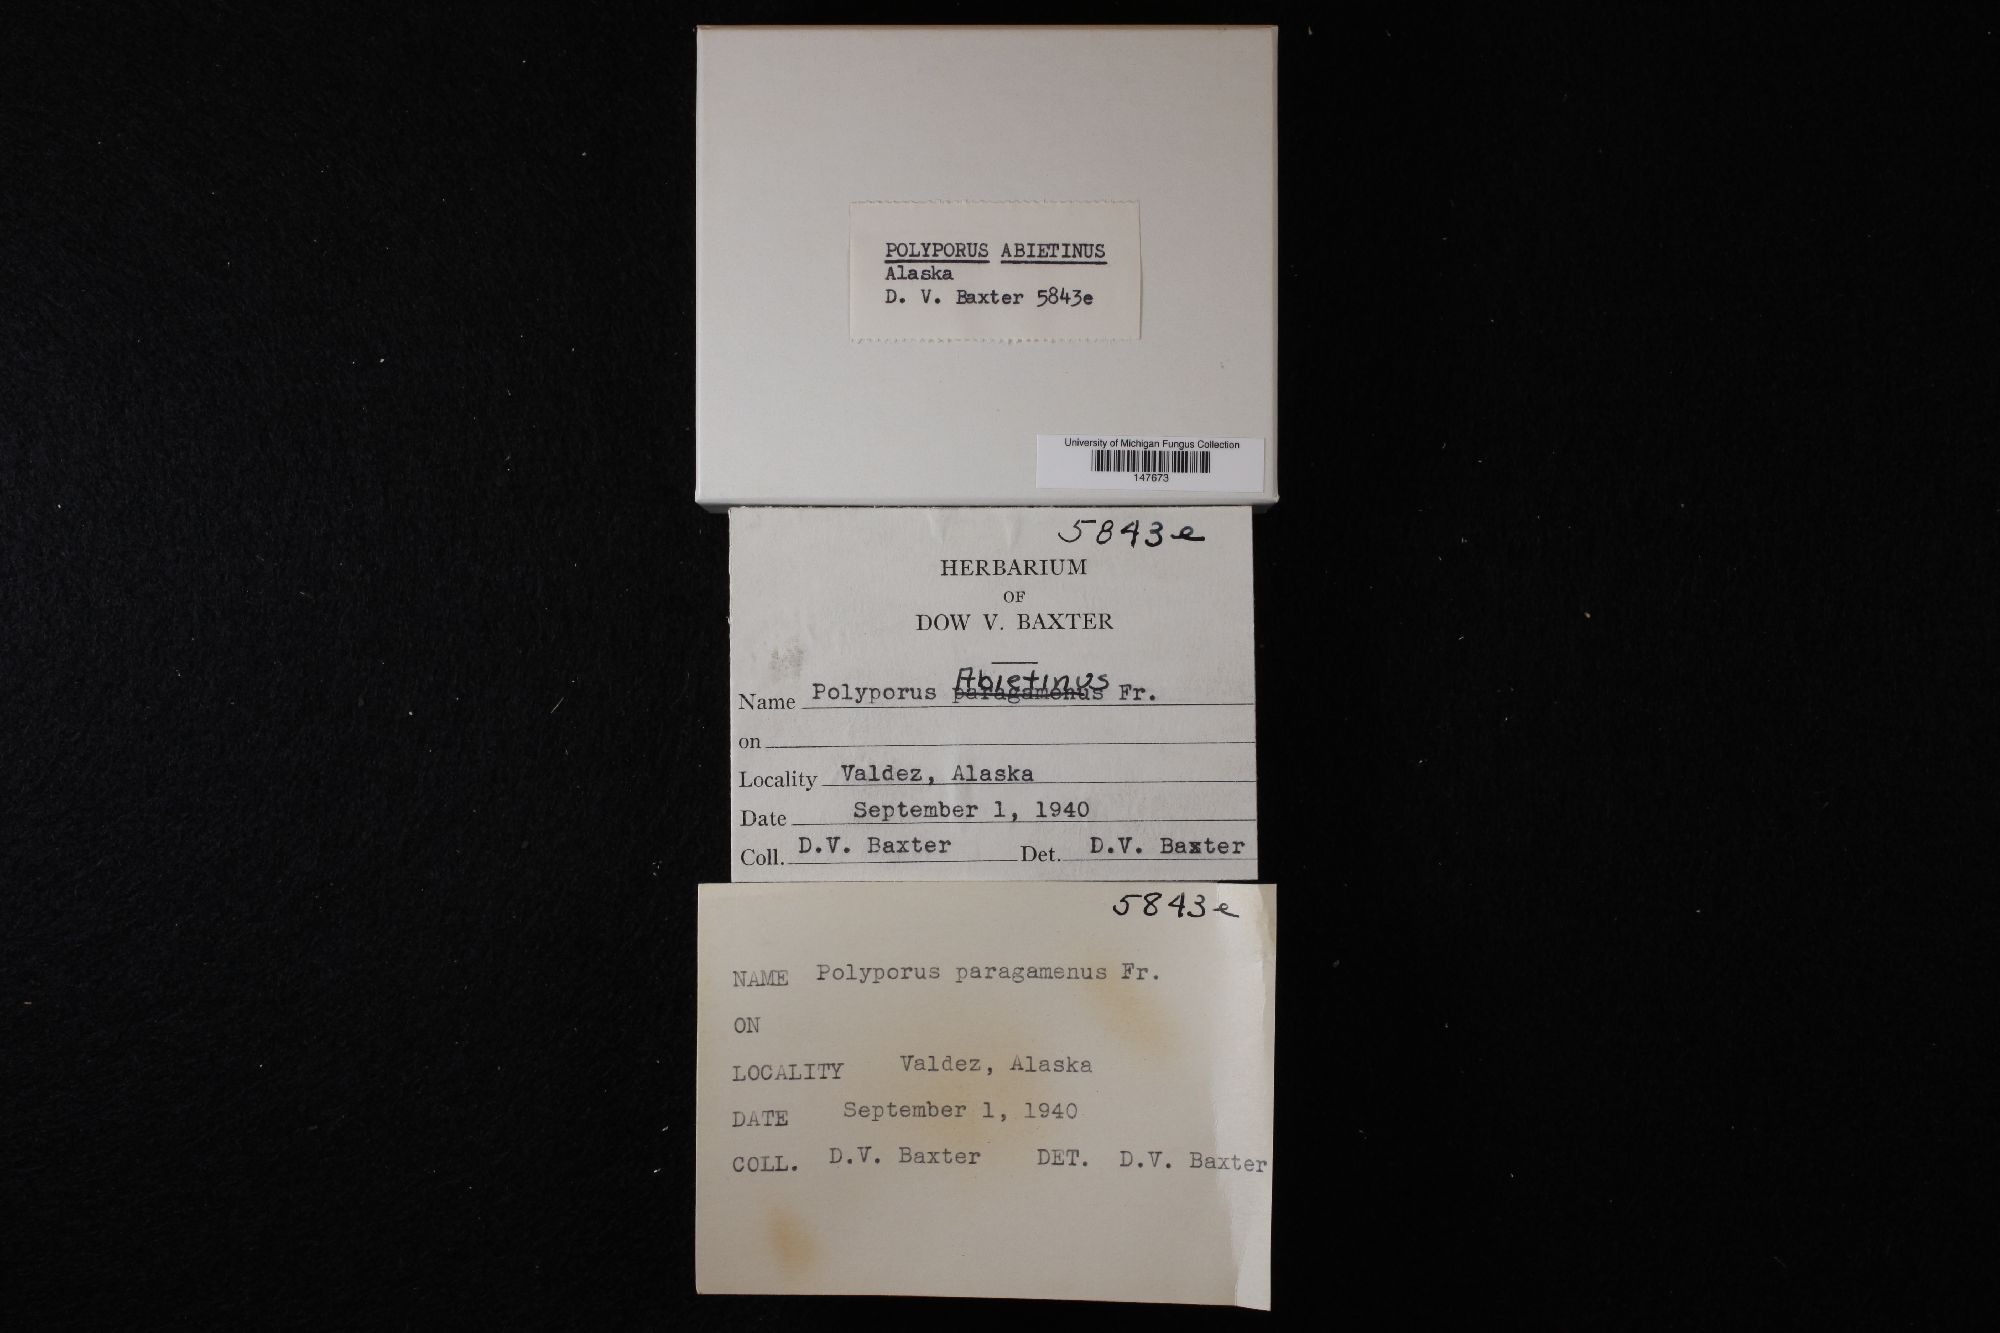 POLYPORUS ABIETINUS
Alaska
D. V. Baxter 5843e
University of Michigan Fungus Collection
147673
5843e
HERBARIUM
OF
DOW V. BAXTER
Abietinus
Name Polyporus paragamenus Fr.
on
Locality Valdez, Alaska
Date September 1, 1940
Coll. D.V. Baxter Det. D.V. Baxter
5843e
NAME Polyporus paragamenus Fr.
ON
LOCALITY Valdez, Alaska
DATE September 1, 1940
COLL. D.V. Baxter DET. D.V. Baxter